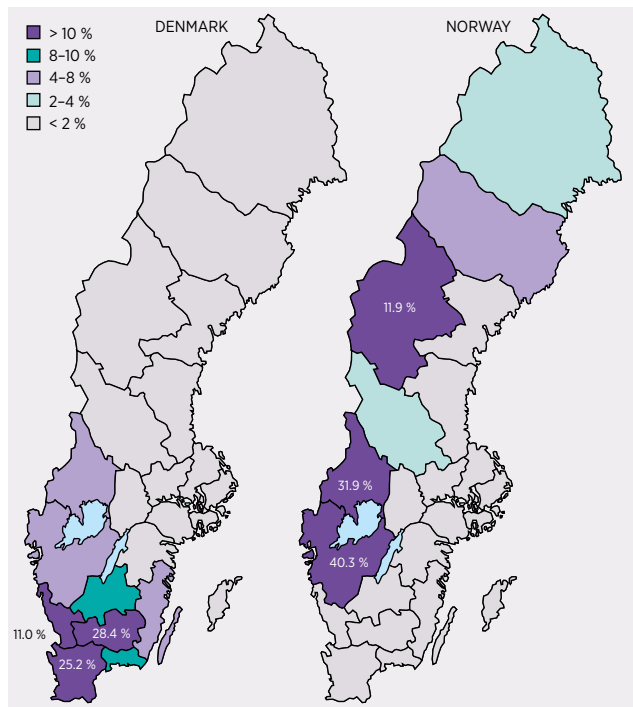 DENMARK
NORWAY
> 10 %
8–10 %
4–8 %
2–4 %
< 2 %
11.9 %
31.9 %
40.3 %
11.0 %
28.4 %
25.2 %